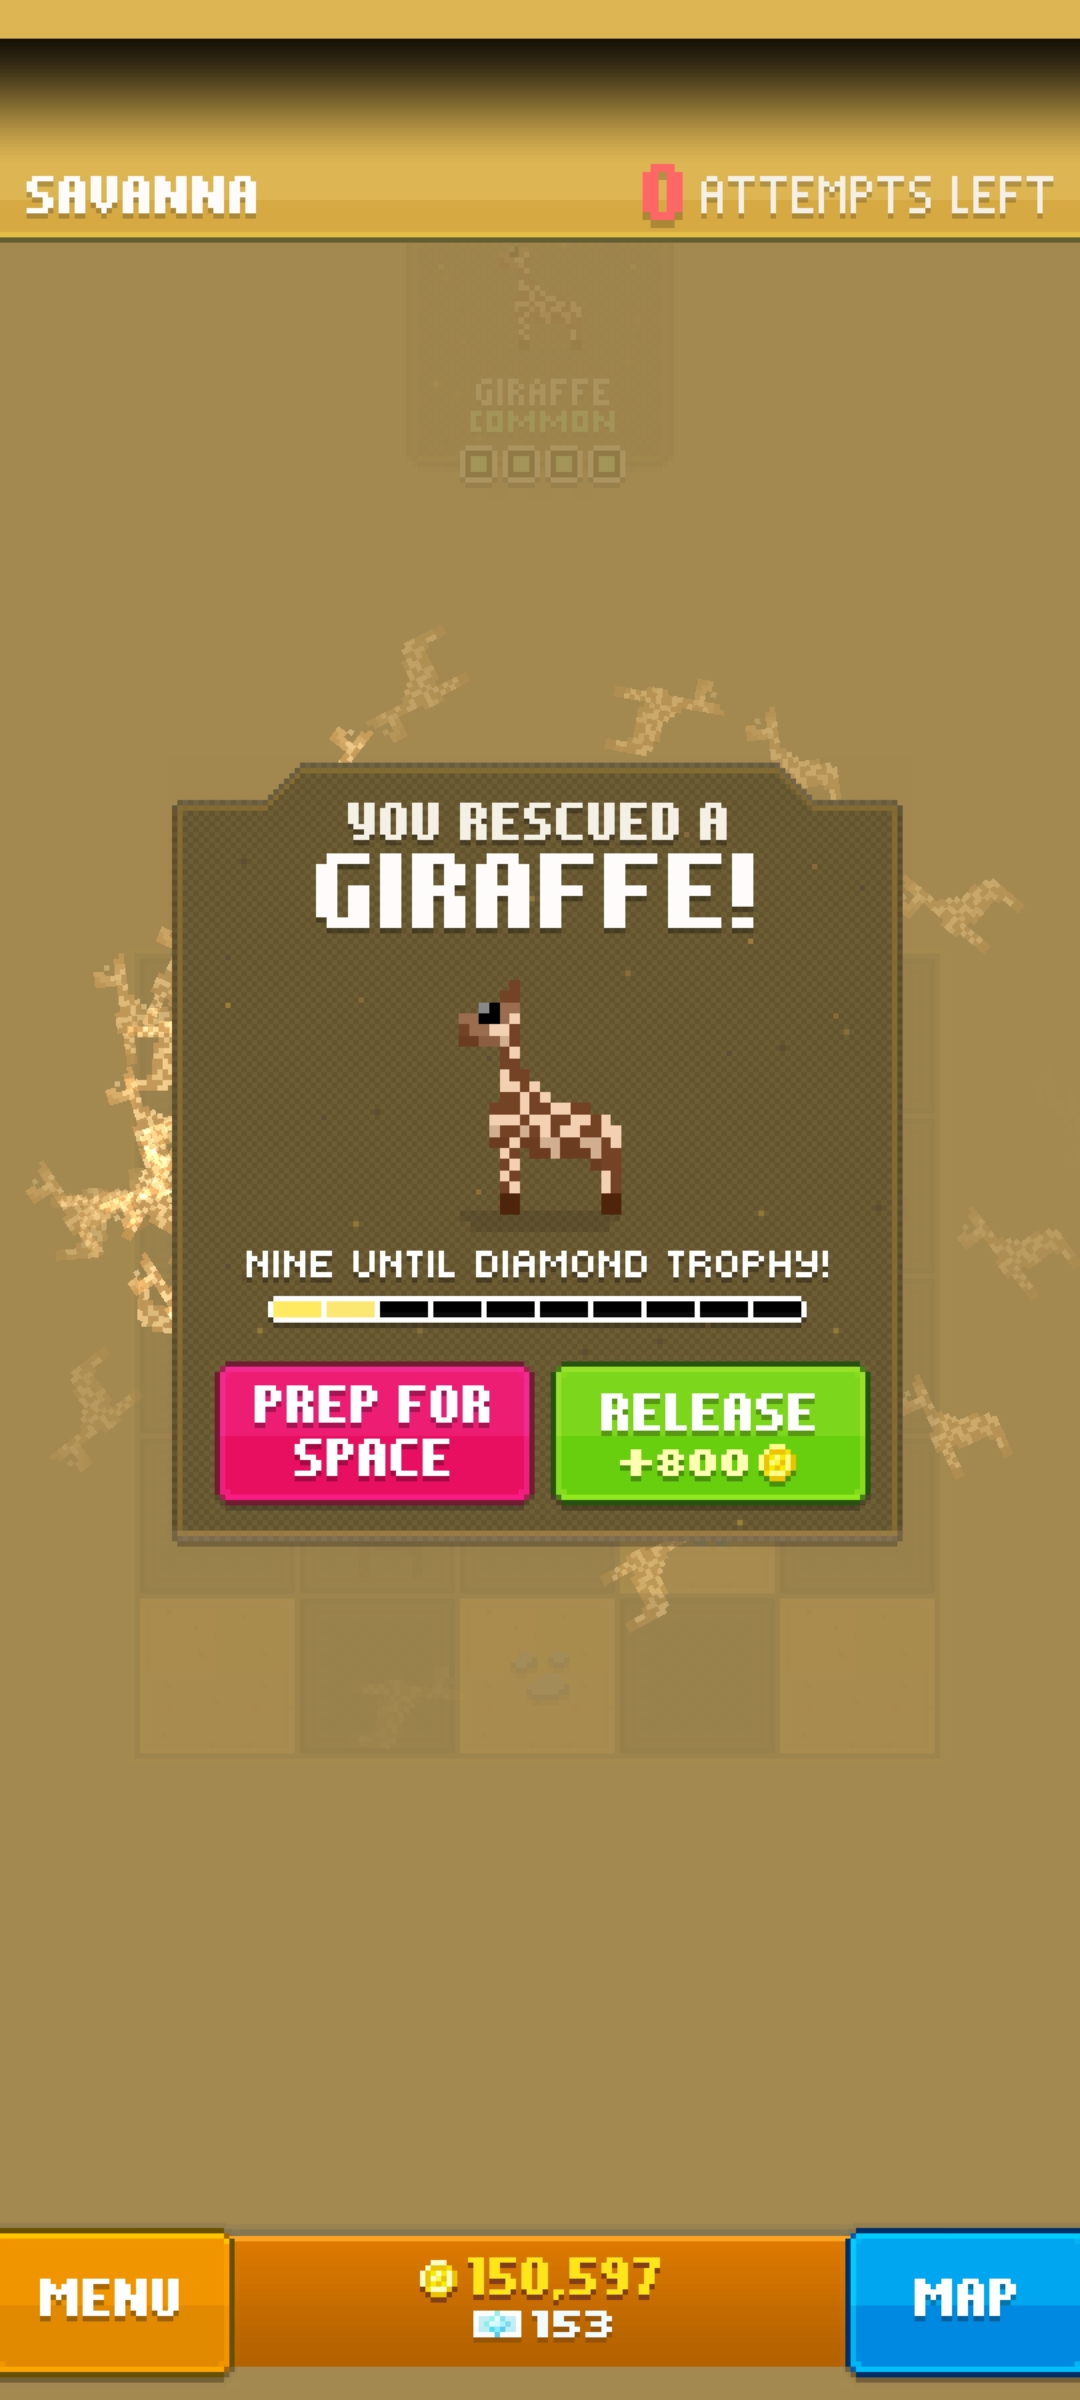 SAVANNA
0 ATTEMPTS LEFT
GIRAFFE
COMMON
YOU RESCUED A
GIRAFFE!
NINE UNTIL DIAMOND TROPHY!
PREP FOR
SPACE
RELEASE
+800
MENU
150,597
153
MAP